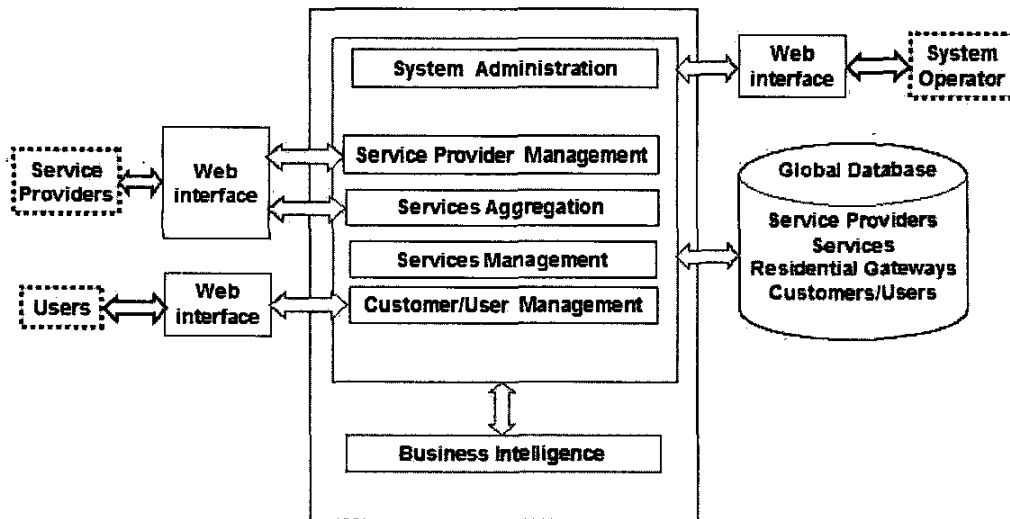 System Administration
Web
interface
System
Operator
Service
Providers
Web
interface
Service Provider Management
Services Aggregation
Services Management
Customer/User Management
Global Database
Service Providers
Services
Residential Gateways
Customers/Users
Users
Web
interface
Business Intelligence